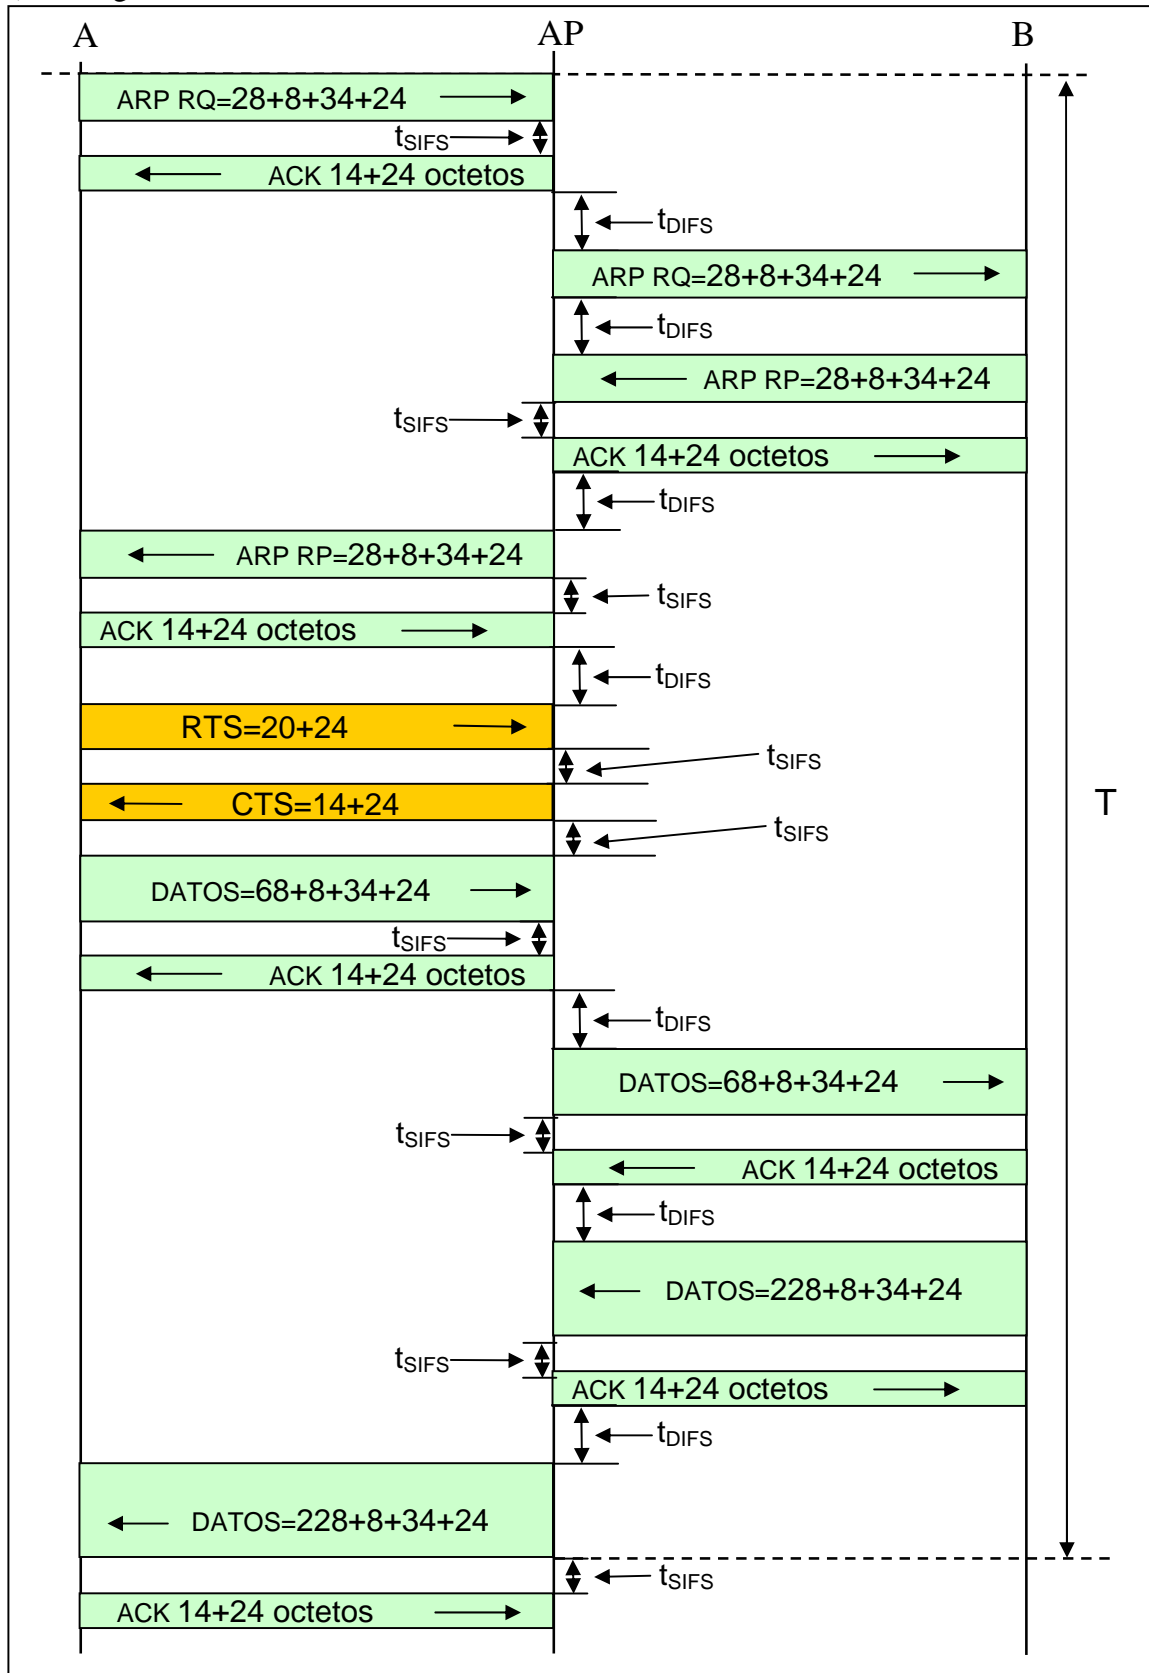 A AP B
ARP RQ=28+8+34+24
tSIFS
ACK 14+24 octetos
tDIFS
ARP RQ=28+8+34+24
tDIFS
ARP RP=28+8+34+24
tSIFS
ACK 14+24 octetos
tDIFS
ARP RP=28+8+34+24
tSIFS
ACK 14+24 octetos
tDIFS
RTS=20+24
tSIFS
CTS=14+24
T
tSIFS
DATOS=68+8+34+24
tSIFS
ACK 14+24 octetos
tDIFS
DATOS=68+8+34+24
tSIFS
ACK 14+24 octetos
tDIFS
DATOS=228+8+34+24
tSIFS
ACK 14+24 octetos
tDIFS
DATOS=228+8+34+24
tSIFS
ACK 14+24 octetos